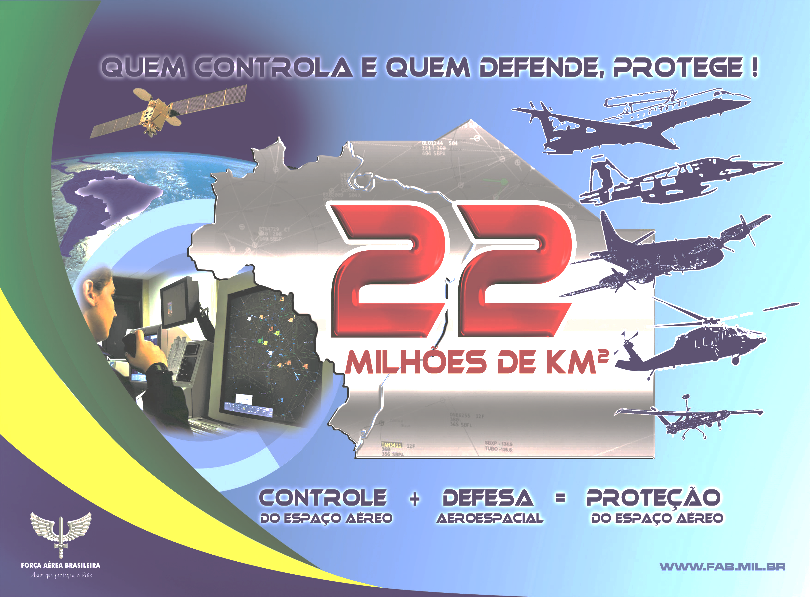 QUEM CONTROLA E QUEM DEFENDE, PROTEGE !
22
MILHÕES DE KM²
CONTROLE + DEFESA = PROTEÇÃO
DO ESPAÇO AÉREO AEROESPACIAL DO ESPAÇO AÉREO
FORÇA AÉREA BRASILEIRA
WWW.FAB.MIL.BR